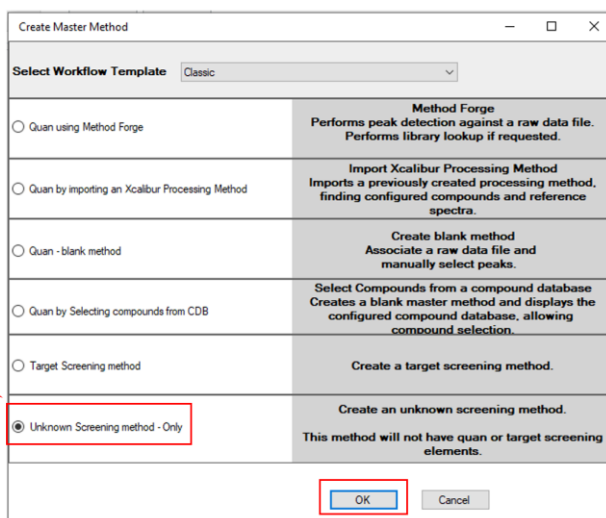 Create Master Method
Select Workflow Template Classic
Method Forge
Quan using Method Forge
Performs peak detection against a raw data file.
Performs library lookup if requested.
Import Xcalibur Processing Method
Quan by importing an Xcalibur Processing Method
Imports a previously created processing method,
finding configured compounds and reference
spectra.
Create blank method
Quan - blank method
Associate a raw data file and
manually select peaks.
Select Compounds from a compound database
Quan by Selecting compounds from CDB
Creates a blank master method and displays the
configured compound database, allowing
compound selection.
Target Screening method
Create a target screening method.
Unknown Screening method - Only
Create an unknown screening method.
This method will not have quan or target screening
elements.
OK
Cancel